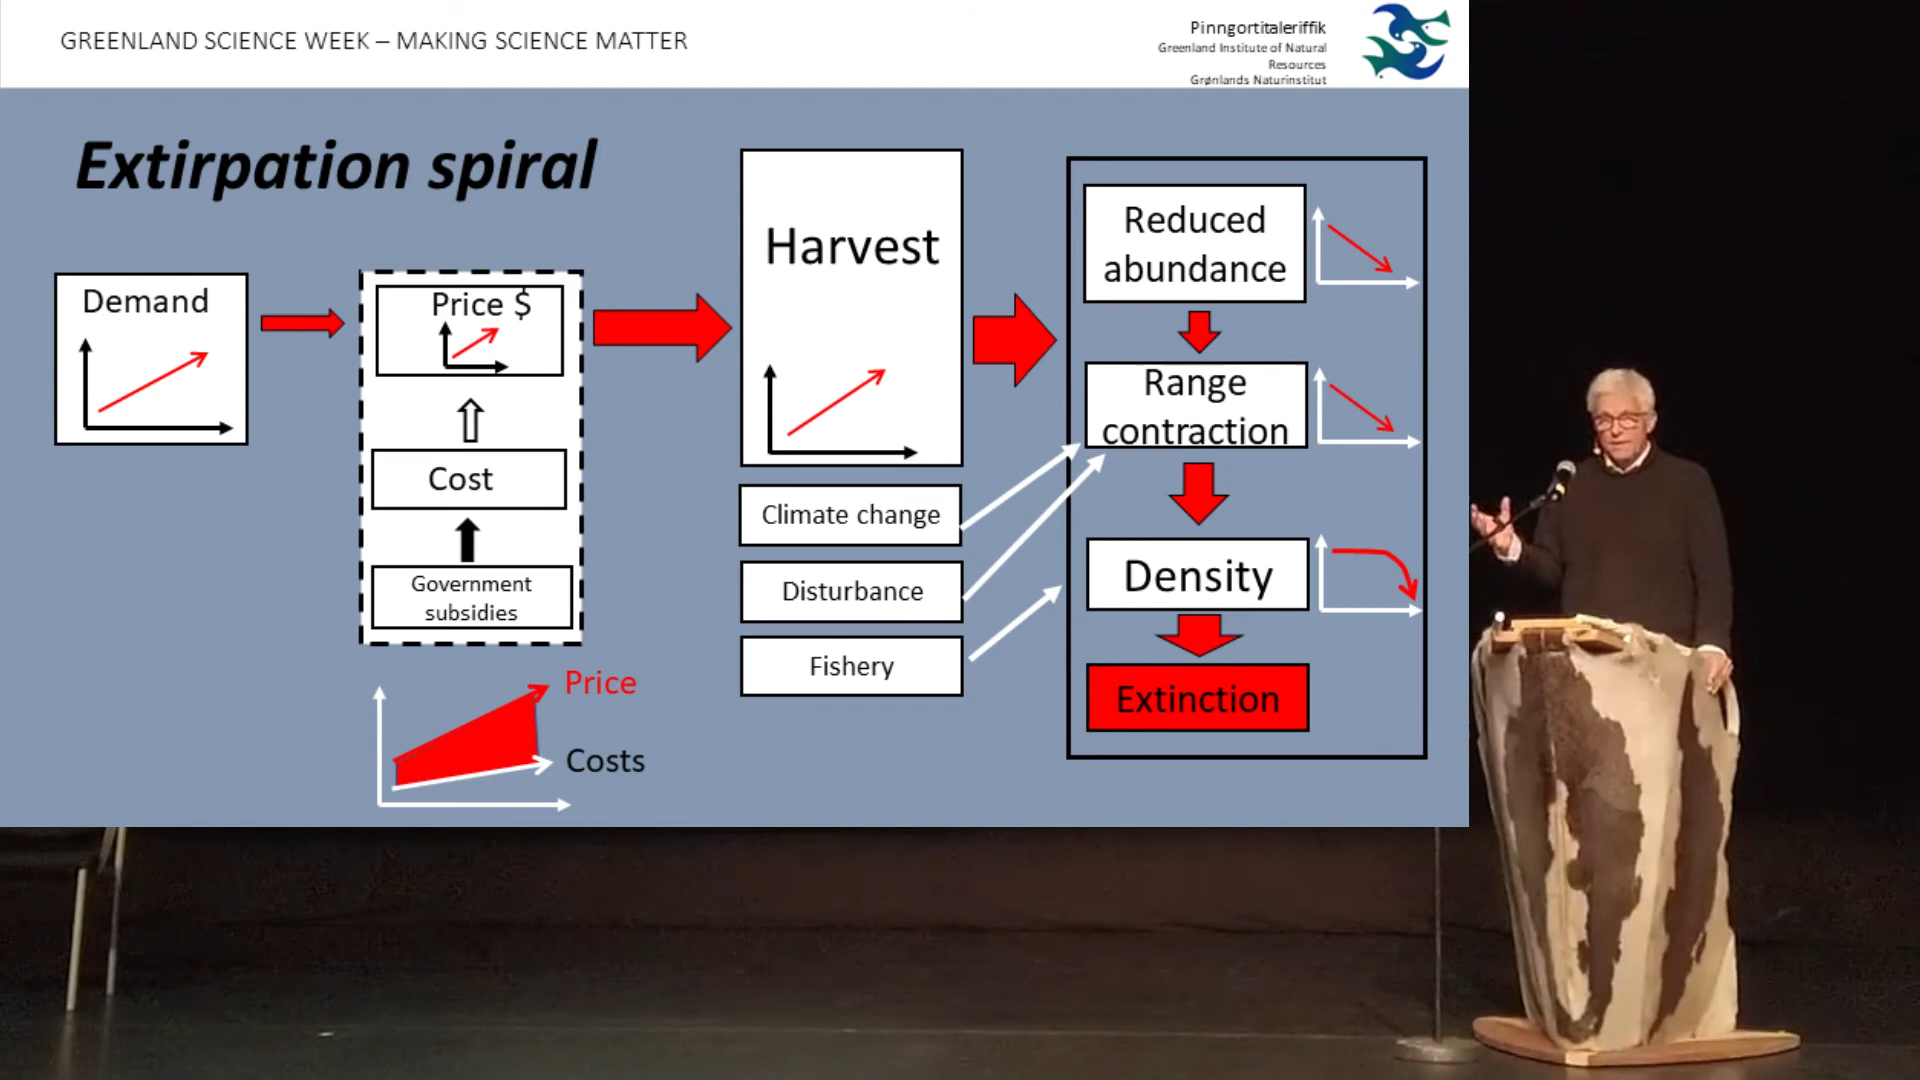 GREENLAND SCIENCE WEEK – MAKING SCIENCE MATTER
Pinngortitaleriffik
Greenland Institute of Natural
Resources
Grønlands Naturinstitut
Extirpation spiral
Demand
Price $
Cost
Government
subsidies
Price
Costs
Harvest
Climate change
Disturbance
Fishery
Reduced
abundance
Range
contraction
Density
Extinction